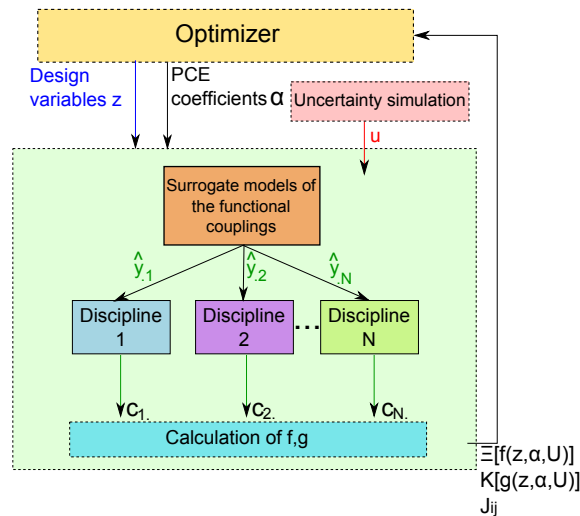 Optimizer
Design
variables z
PCE
coefficients α
Uncertainty simulation
u
Surrogate models of
the functional
couplings
ŷ.1
ŷ.2
ŷ.N
Discipline
1
Discipline
2
...
Discipline
N
c1.
c2.
cN.
Calculation of f,g
Ξ[f(z,α,U)]
K[g(z,α,U)]
Jij